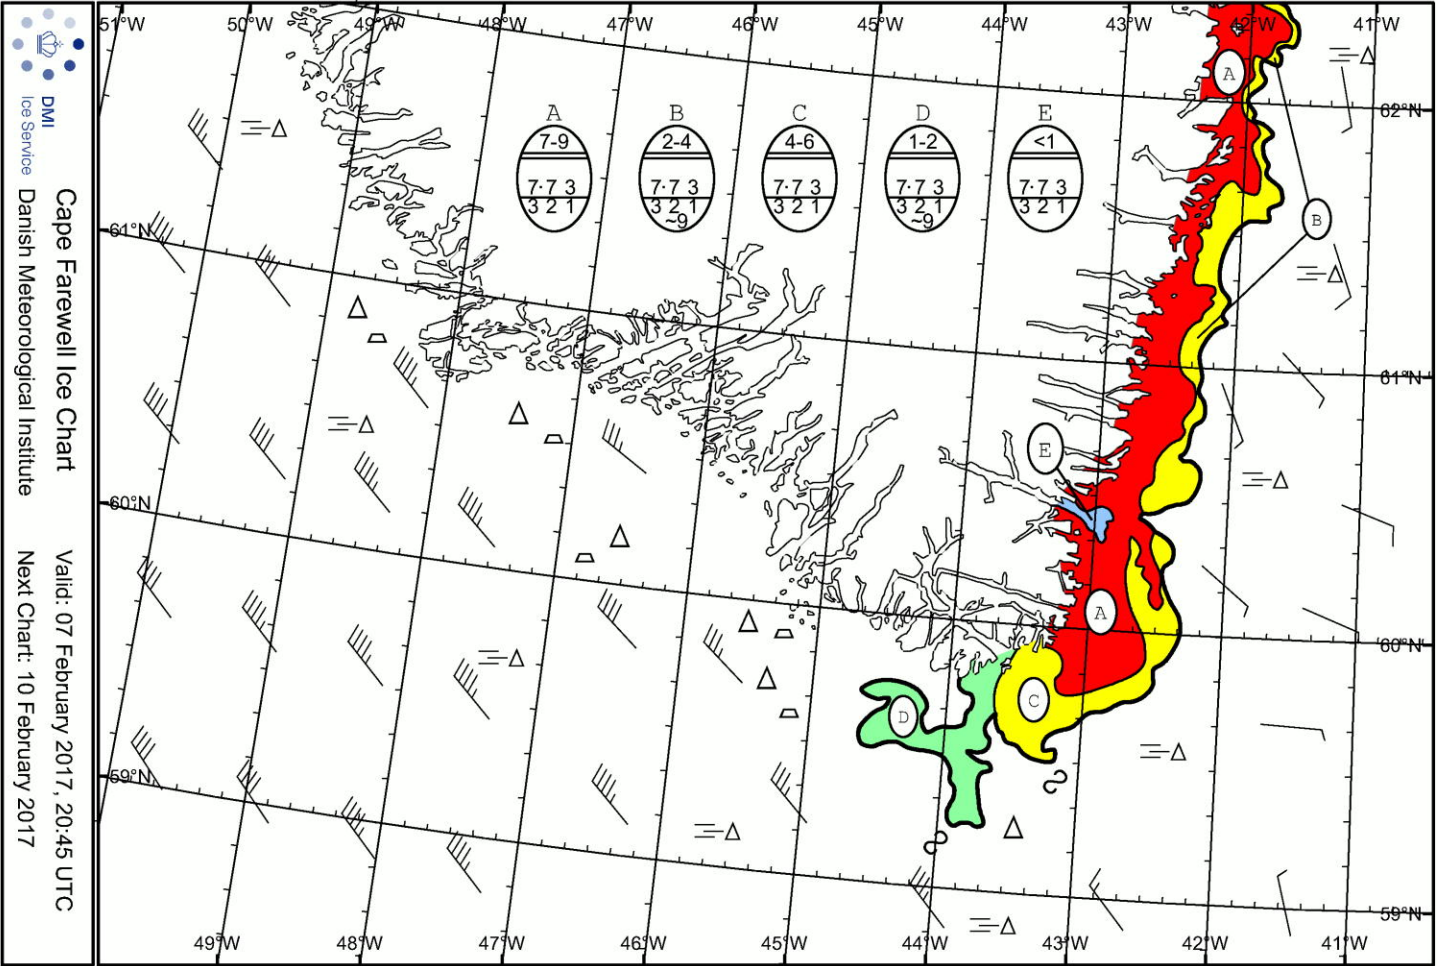 51°W 50°W 49°W 48°W 47°W 46°W 45°W 44°W 43°W 42°W 41°W
DMI
Ice Service
Cape Farewell Ice Chart
Valid: 07 February 2017, 20:45 UTC
Danish Meteorological Institute
Next Chart: 10 February 2017
A B C D E
7-9 2-4 4-6 1-2 <1
7·7 3 7·7 3 7·7 3 7·7 3 7·7 3
3 2 1 3 2 1 3 2 1 3 2 1 3 2 1
~9 ~9
A
62°N
B
61°N
61°N
E
60°N
A
60°N
C
D
59°N
59°N
49°W 48°W 47°W 46°W 45°W 44°W 43°W 42°W 41°W